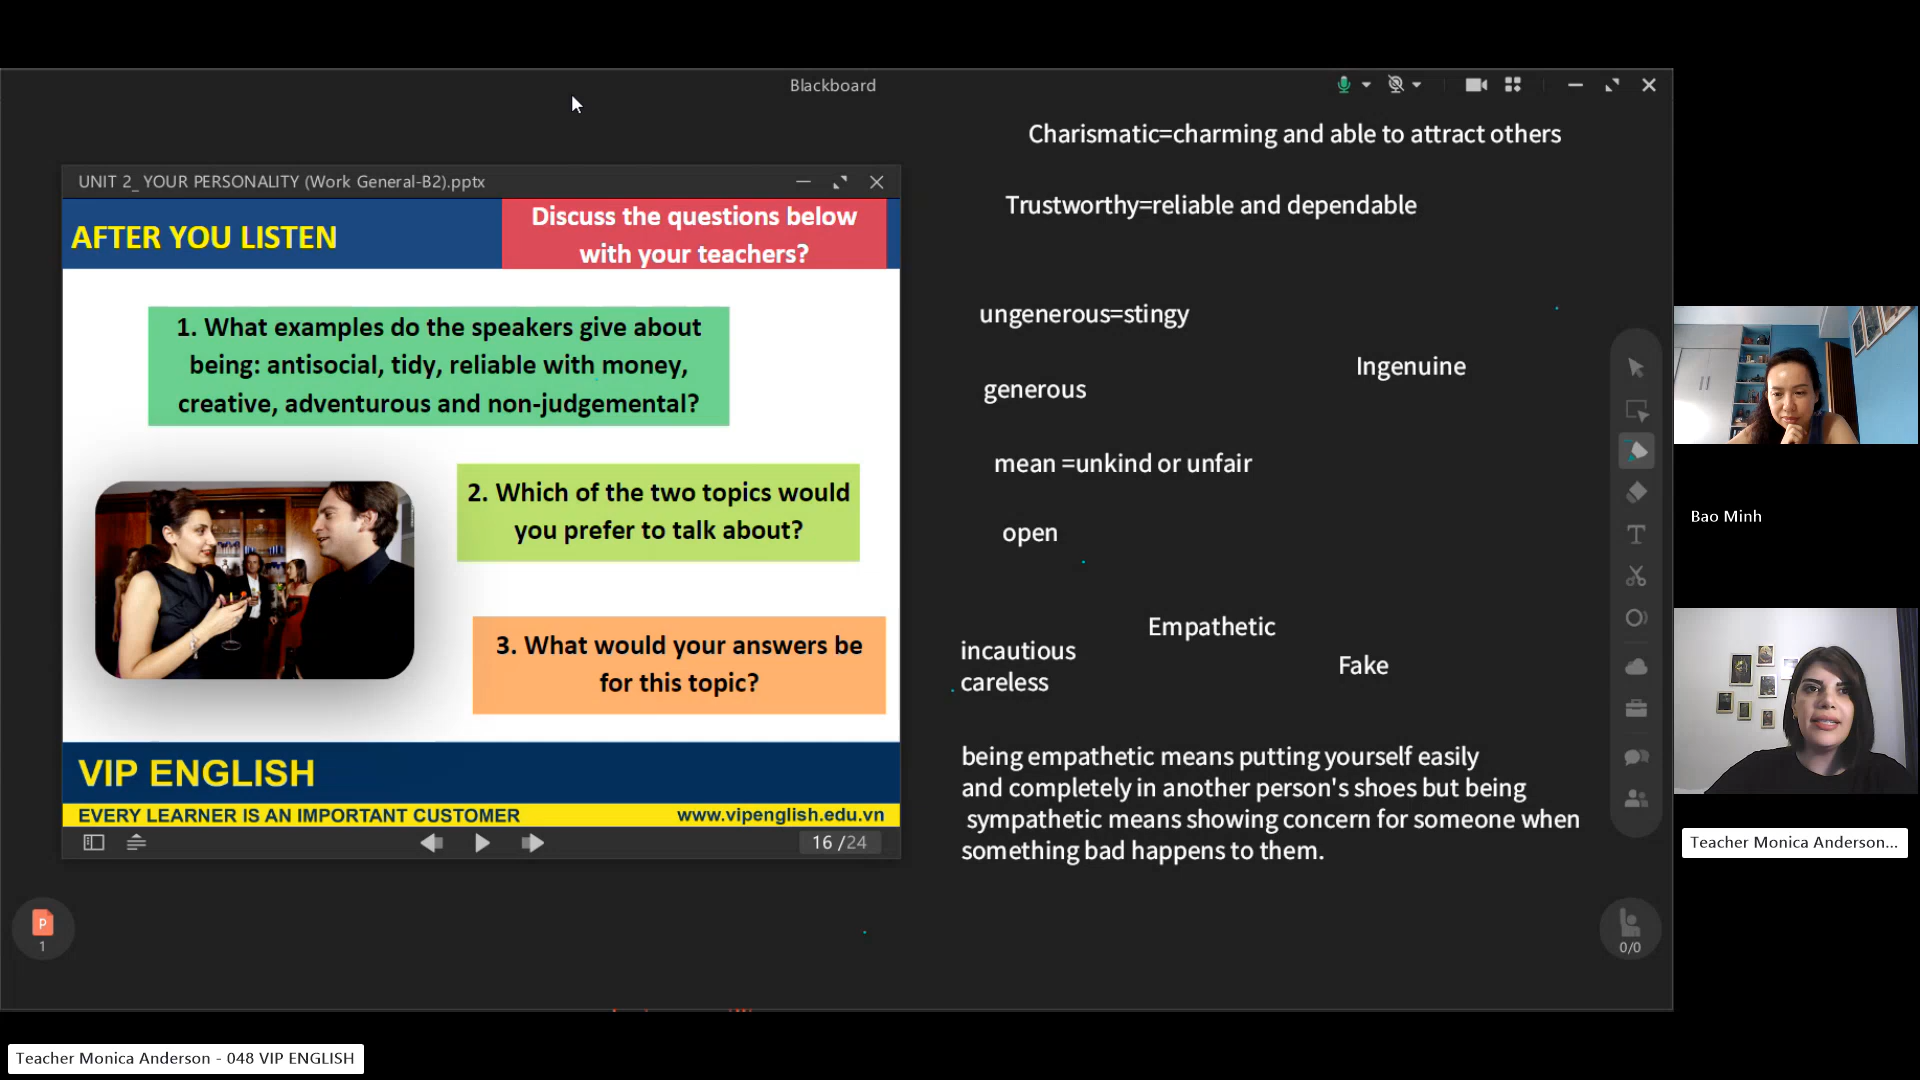 Blackboard
UNIT 2_ YOUR PERSONALITY (Work General-B2).pptx
AFTER YOU LISTEN
Discuss the questions below
with your teachers?
1. What examples do the speakers give about
being: antisocial, tidy, reliable with money,
creative, adventurous and non-judgemental?
2. Which of the two topics would
you prefer to talk about?
3. What would your answers be
for this topic?
VIP ENGLISH
EVERY LEARNER IS AN IMPORTANT CUSTOMER
www.vipenglish.edu.vn
16 /24
P
1
Charismatic=charming and able to attract others
Trustworthy=reliable and dependable
ungenerous=stingy
Ingenuine
generous
mean =unkind or unfair
open
Empathetic
incautious
careless
Fake
being empathetic means putting yourself easily
and completely in another person's shoes but being
sympathetic means showing concern for someone when
something bad happens to them.
T
0/0
Bao Minh
Teacher Monica Anderson...
Teacher Monica Anderson - 048 VIP ENGLISH